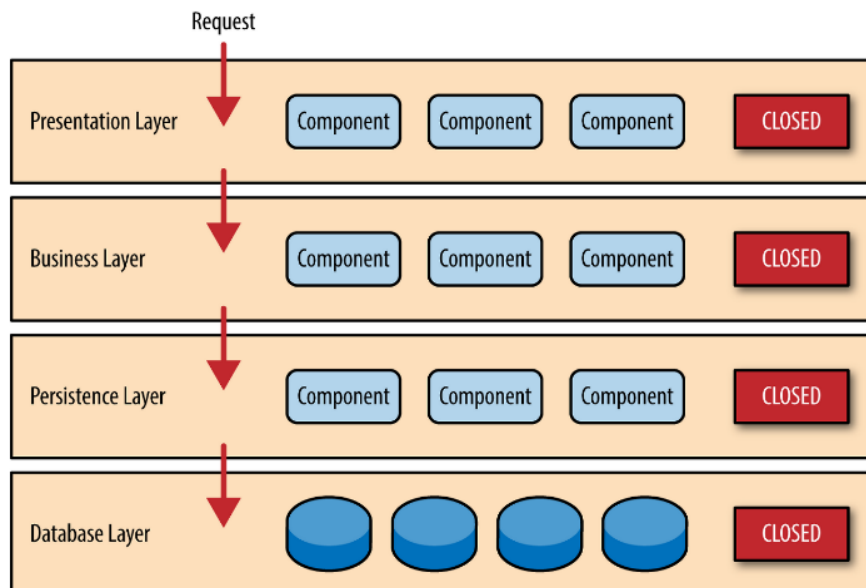 Request
Presentation Layer Component Component Component CLOSED
Business Layer Component Component Component CLOSED
Persistence Layer Component Component Component CLOSED
Database Layer CLOSED